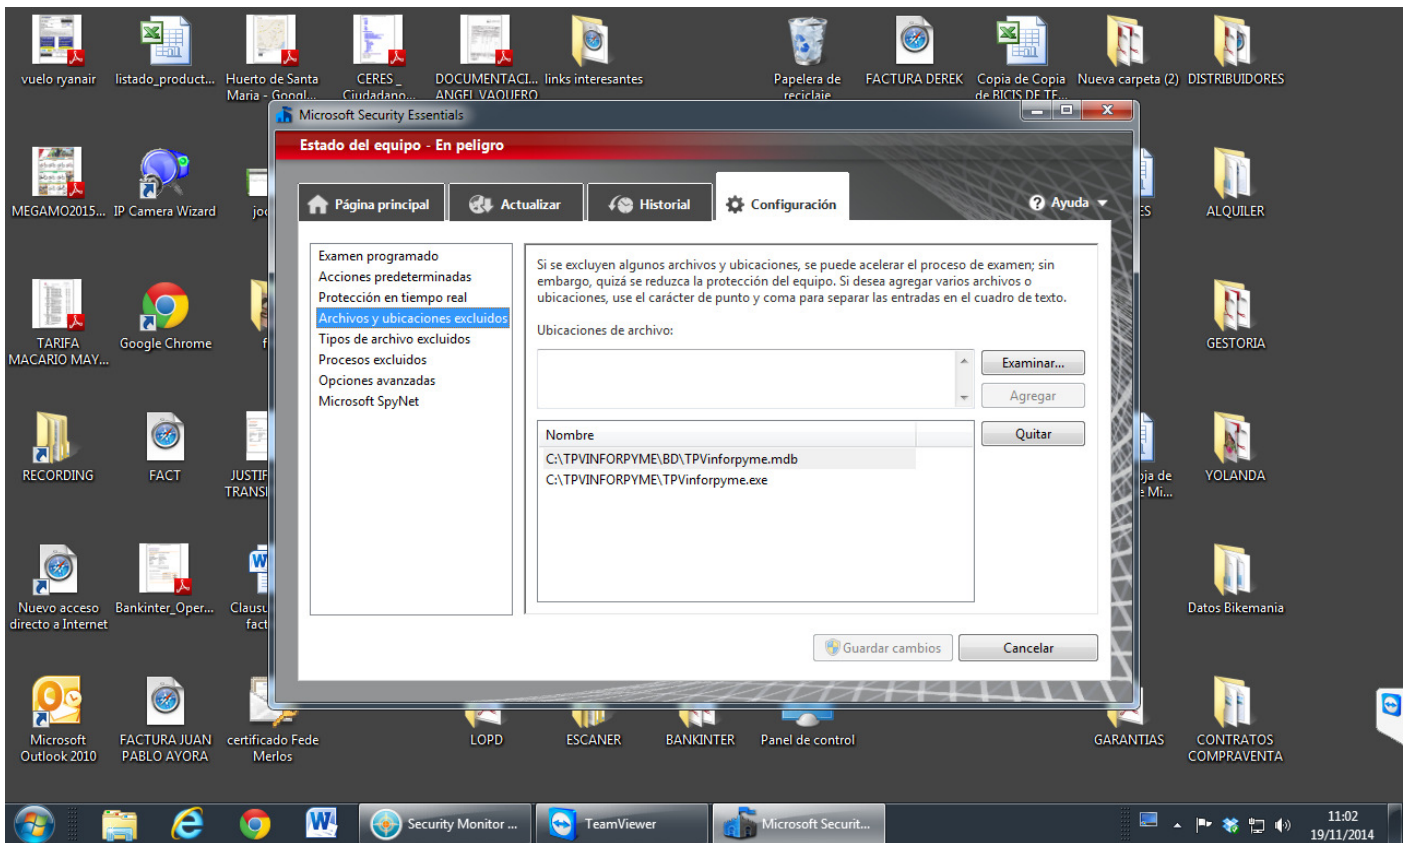 vuelo ryanair
listado_product...
Huerto de Santa
Maria - Googl...
CERES_
Ciudadano...
DOCUMENTACI...
ANGEL VAQUERO
links interesantes
Papelera de
reciclaje
FACTURA DEREK
Copia de Copia
de BICIS DE TE...
Nueva carpeta (2)
DISTRIBUIDORES
Microsoft Security Essentials
Estado del equipo - En peligro
Página principal
Actualizar
Historial
Configuración
Ayuda
MEGAMO2015...
IP Camera Wizard
ES
ALQUILER
Examen programado
Acciones predeterminadas
Protección en tiempo real
Archivos y ubicaciones excluidos
Tipos de archivo excluidos
Procesos excluidos
Opciones avanzadas
Microsoft SpyNet
Si se excluyen algunos archivos y ubicaciones, se puede acelerar el proceso
de examen; sin
embargo, quizá se reduzca la protección del equipo. Si desea agregar varios archivos o
ubicaciones, use el carácter de punto y coma para separar las entradas en el cuadro de texto.
Ubicaciones de archivo:
Examinar...
Agregar
Nombre
Quitar
C:\TPVINFORPYME\BD\TPVinforpyme.mdb
C:\TPVINFORPYME\TPVinforpyme.exe
Guardar cambios
Cancelar
TARIFA
MACARIO MAY...
Google Chrome
GESTORIA
RECORDING
FACT
JUSTIF
TRANSI
oja de
e Mi...
YOLANDA
Nuevo acceso
directo a Internet
Bankinter_Oper...
Clausu
fact
Datos Bikemania
Microsoft
Outlook 2010
FACTURA JUAN
PABLO AYORA
certificado Fede
Merlos
LOPD
ESCANER
BANKINTER
Panel de control
GARANTIAS
CONTRATOS
COMPRAVENTA
Security Monitor ...
TeamViewer
Microsoft Securit...
11:02
19/11/2014